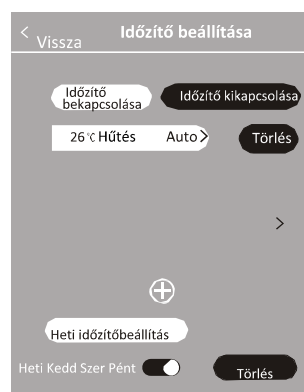 < Vissza Időzítő beállítása
Időzítő bekapcsolása
Időzítő kikapcsolása
26 ℃ Hűtés Auto >
Törlés
>
Heti időzítőbeállítás
Heti Kedd Szer Pént
Törlés